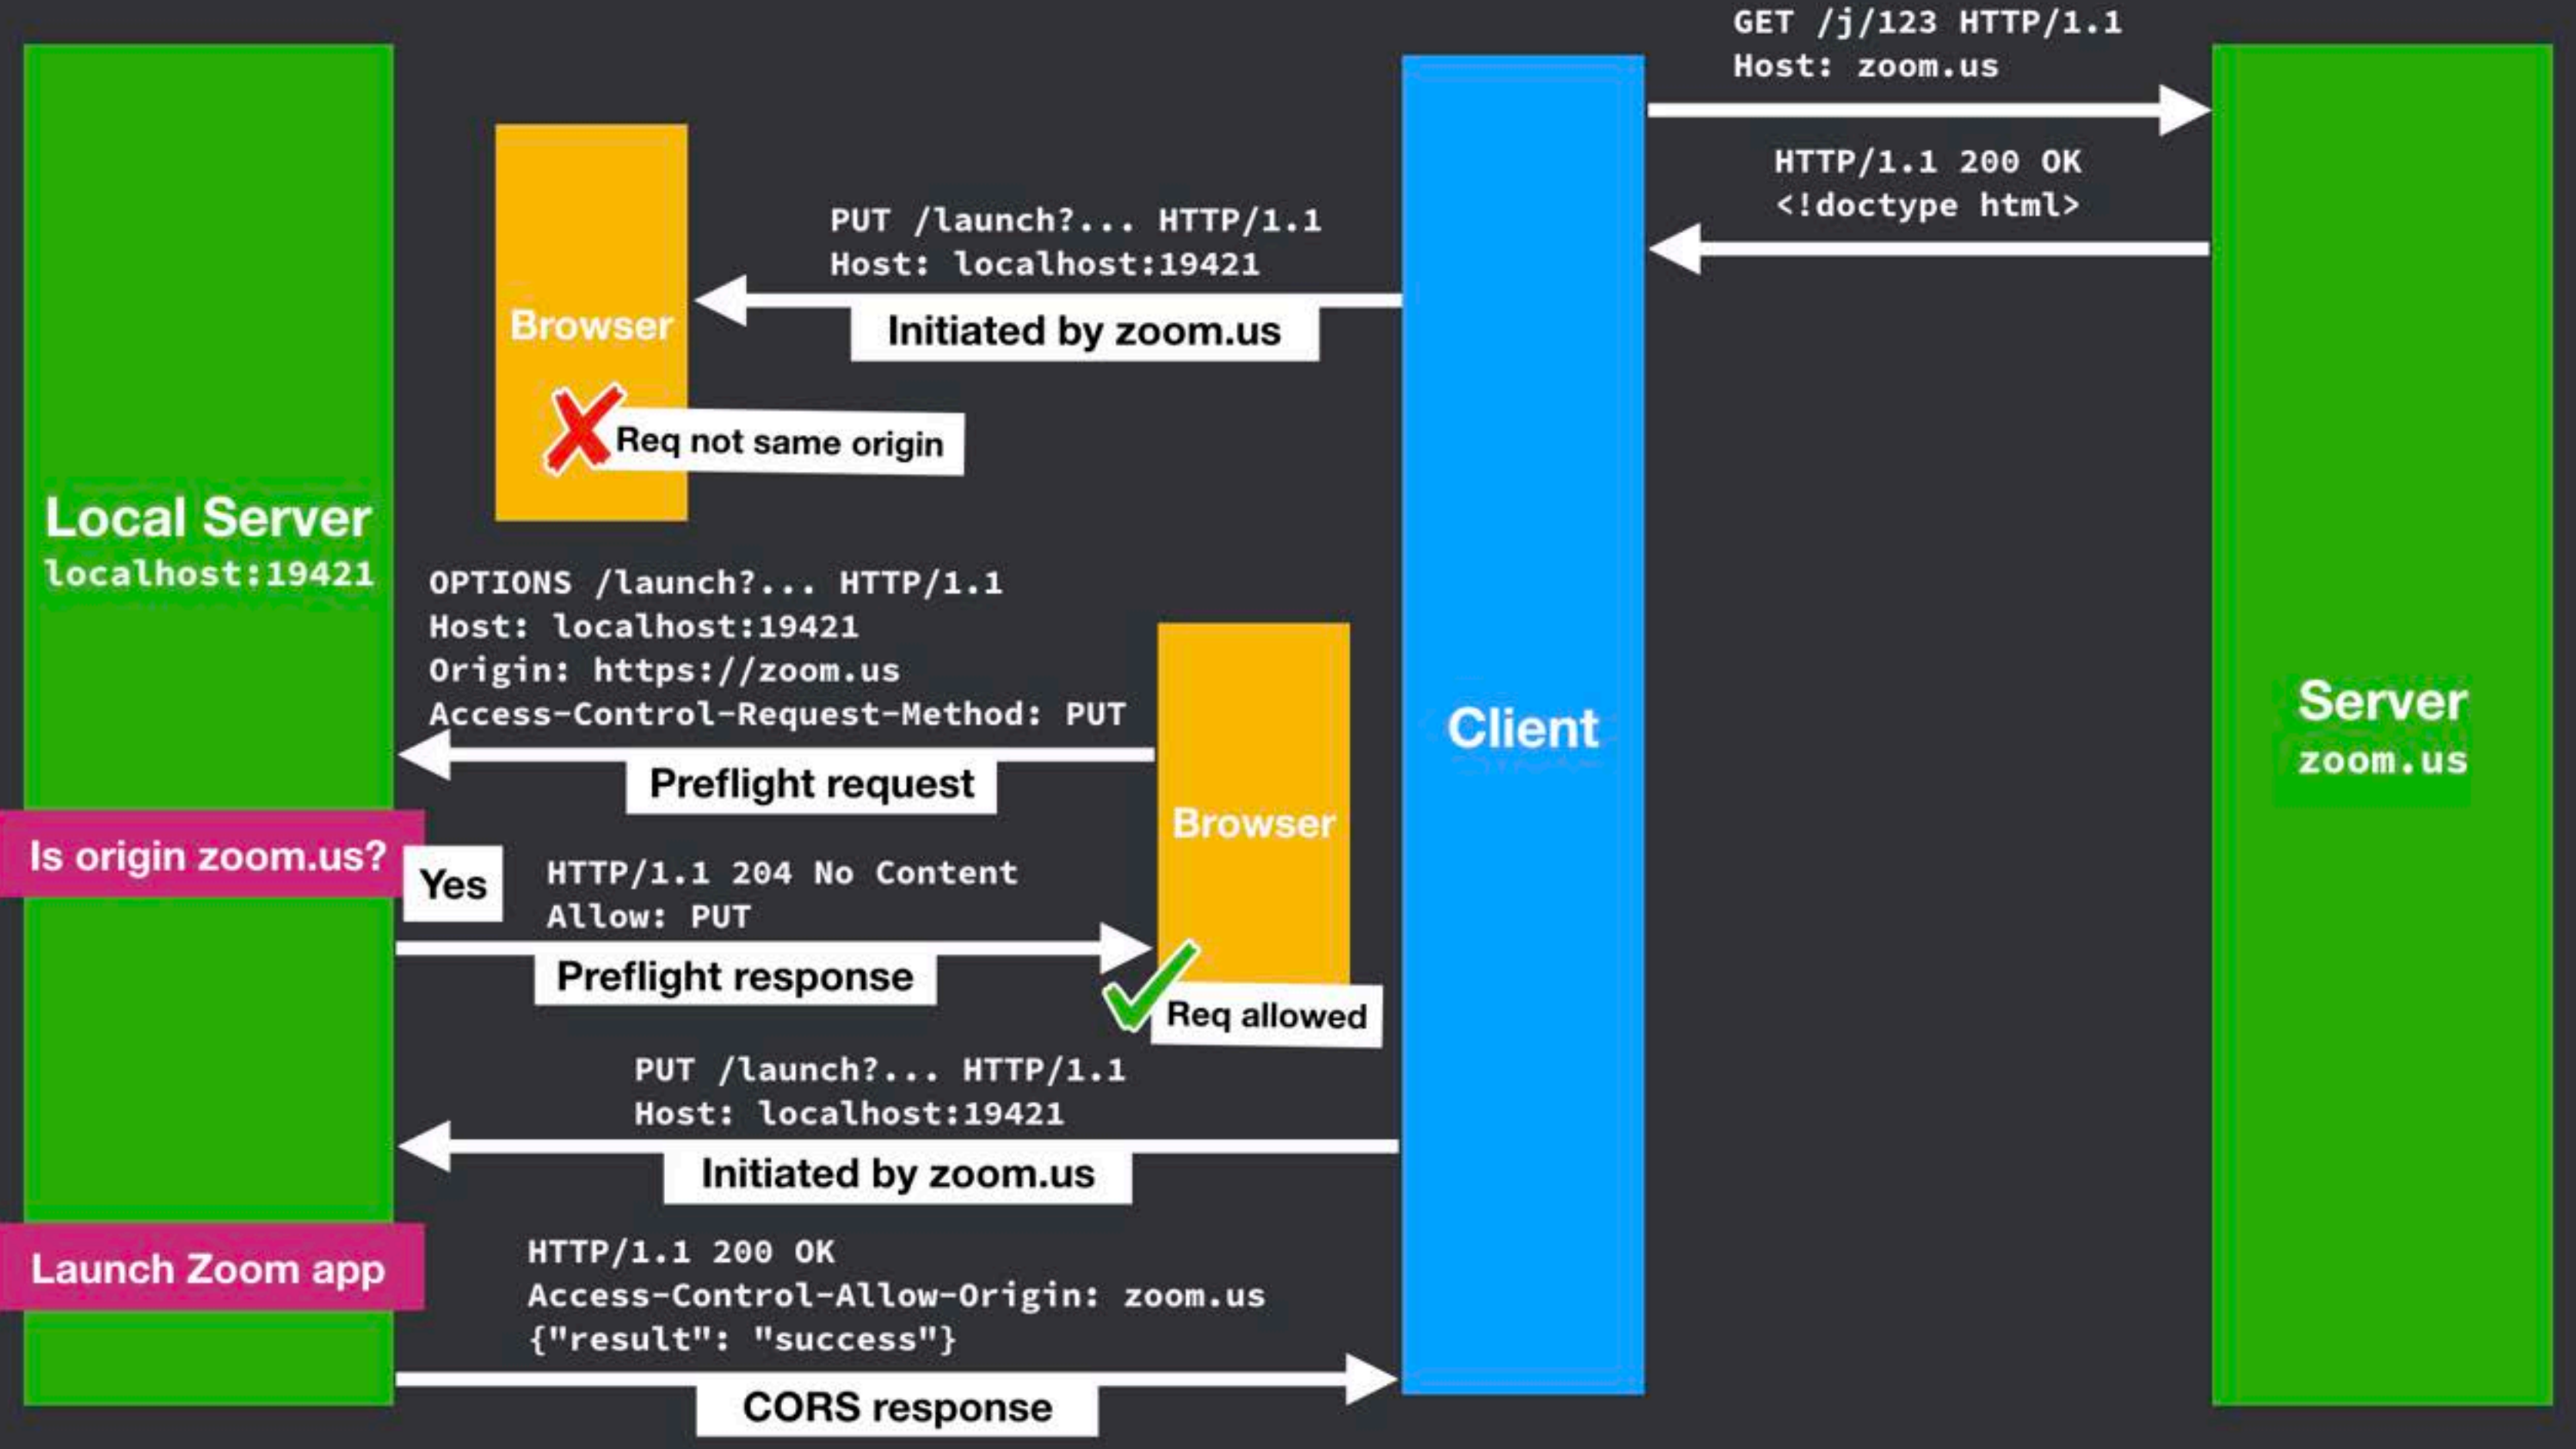 GET /j/123 HTTP/1.1
Host: zoom.us
HTTP/1.1 200 OK
<!doctype html>
PUT /launch?... HTTP/1.1
Host: localhost:19421
Initiated by zoom.us
Browser
Req not same origin
Local Server
localhost:19421
OPTIONS /launch?... HTTP/1.1
Host: localhost:19421
Origin: https://zoom.us
Access-Control-Request-Method: PUT
Preflight request
Client
Server
zoom.us
Browser
Is origin zoom.us?
Yes
HTTP/1.1 204 No Content
Allow: PUT
Preflight response
Req allowed
PUT /launch?... HTTP/1.1
Host: localhost:19421
Initiated by zoom.us
Launch Zoom app
HTTP/1.1 200 OK
Access-Control-Allow-Origin: zoom.us
{"result": "success"}
CORS response